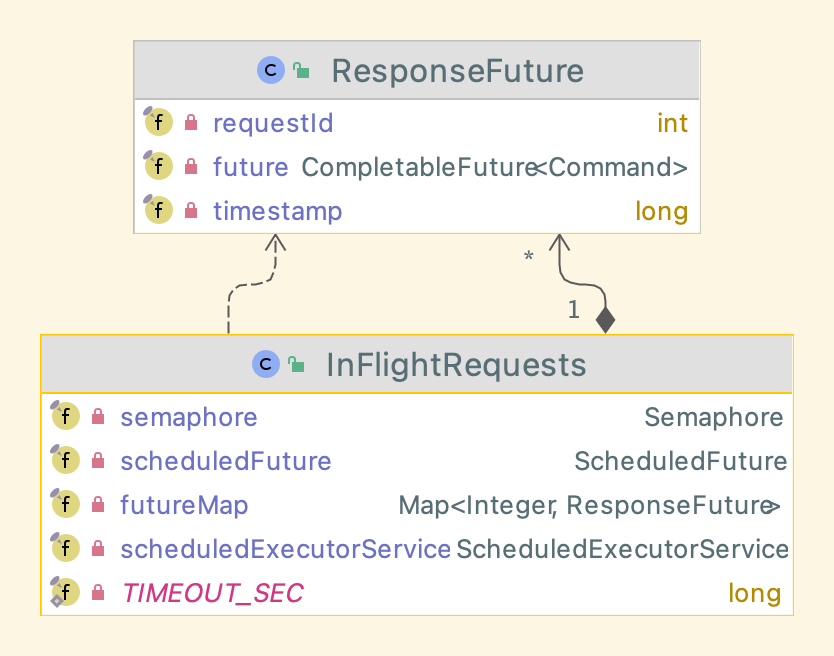 C ResponseFuture
f requestId int
f future CompletableFuture<Command>
f timestamp long
*
1
C InFlightRequests
f semaphore Semaphore
f scheduledFuture ScheduledFuture
f futureMap Map<Integer, ResponseFuture>
f scheduledExecutorService ScheduledExecutorService
f TIMEOUT_SEC long